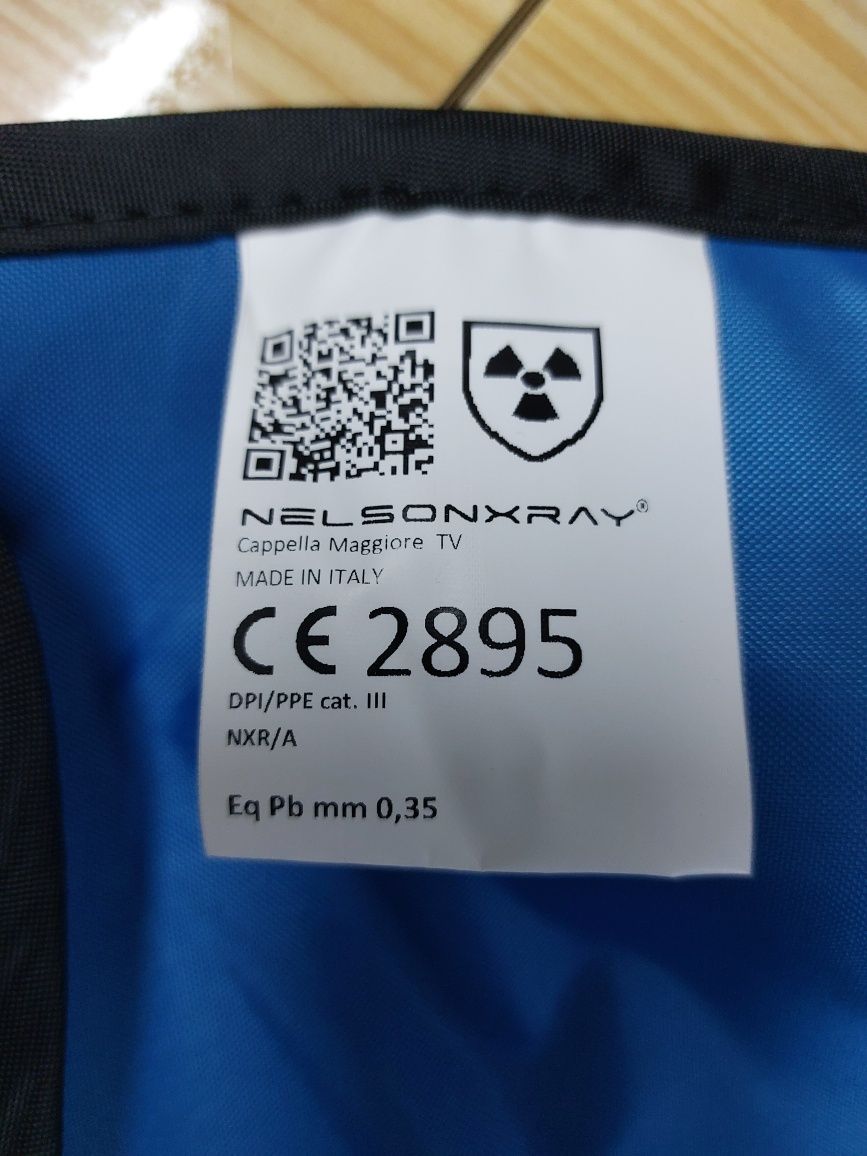 NELSONXRAY®
Cappella Maggiore TV
MADE IN ITALY
CE 2895
DPI/PPE cat. III
NXR/A
Eq Pb mm 0,35